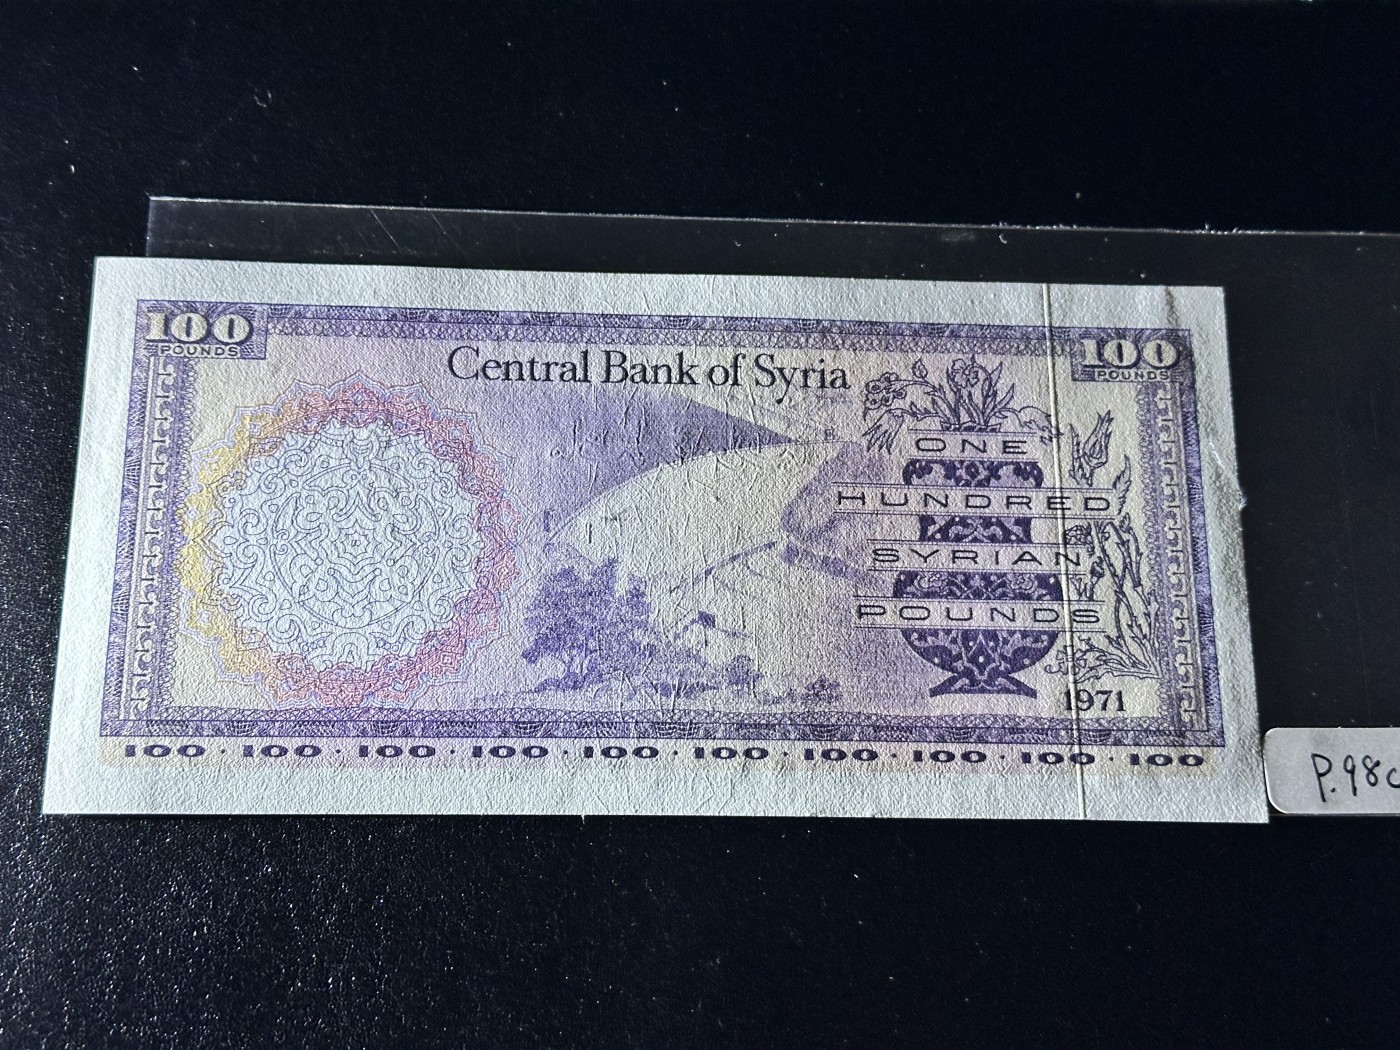 100
POUNDS
100
POUNDS
Central Bank of Syria
ONE
HUNDRED
SYRIAN
POUNDS
1971
100 · 100 · 100 · 100 · 100 · 100 · 100 · 100 · 100 · 100
P.98c